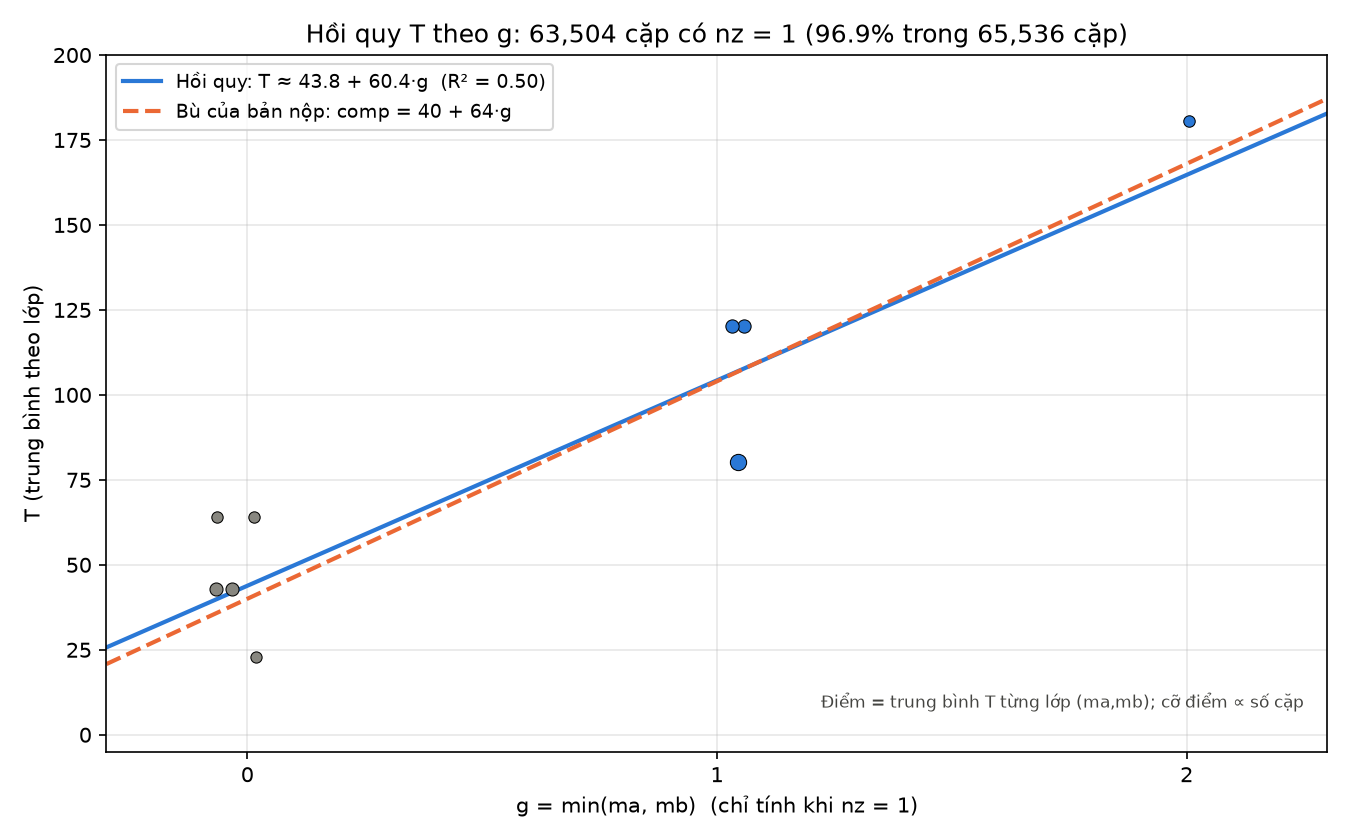 Hồi quy T theo g: 63,504 cặp có nz = 1 (96.9% trong 65,536 cặp)
Hồi quy: T ≈ 43.8 + 60.4·g (R² = 0.50)
Bù của bản nộp: comp = 40 + 64·g
200
175
150
125
100
75
50
25
0
T (trung bình theo lớp)
Điểm = trung bình T từng lớp (ma,mb); cỡ điểm ∝ số cặp
0
1
2
g = min(ma, mb) (chỉ tính khi nz = 1)